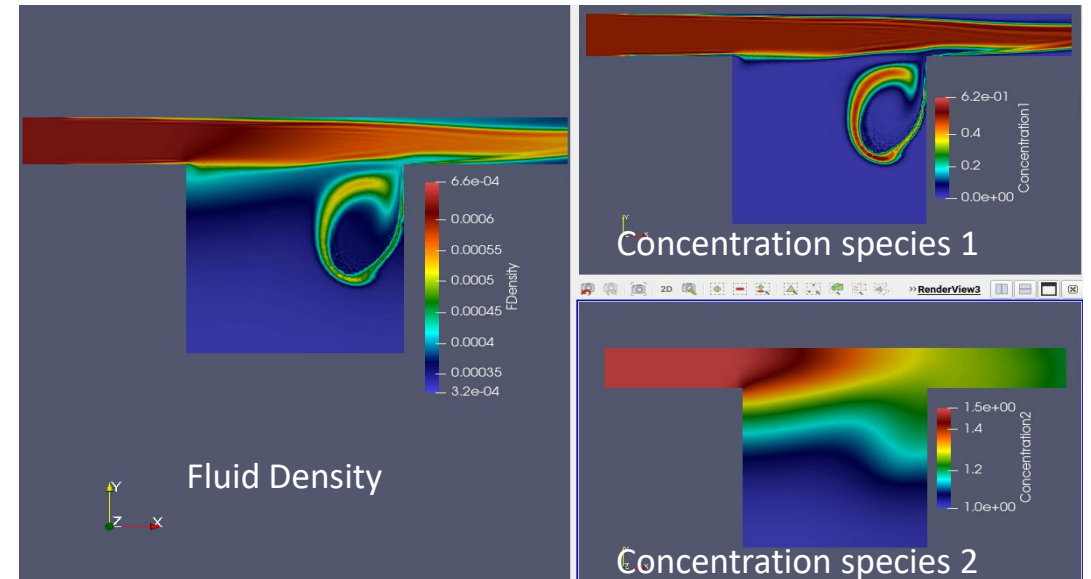 6.6e-04
0.0006
0.00055
0.0005
0.00045
0.0004
0.00035
3.2e-04
FDensity
Fluid Density
Y
Z X
6.2e-01
0.4
0.2
0.0e+00
Concentration1
Y
X
Concentration species 1
2D >>RenderView3
1.5e+00
1.4
1.2
1.0e+00
Concentration2
Concentration species 2